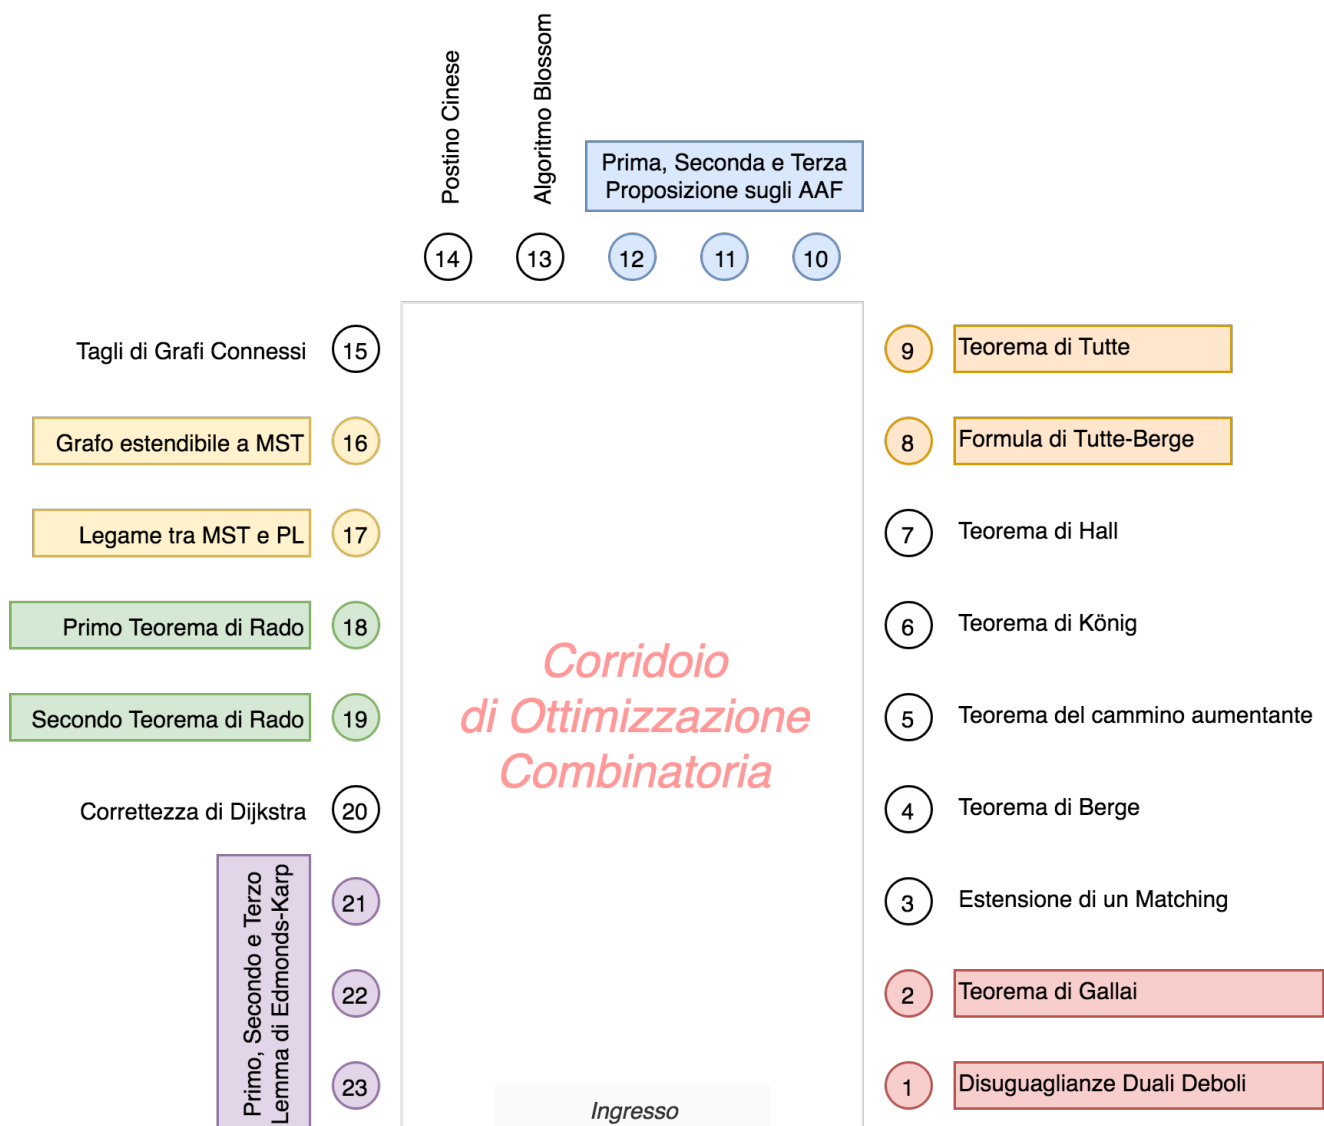 Postino Cinese
Algoritmo Blossom
Prima, Seconda e Terza
Proposizione sugli AAF
14
13
12
11
10
Tagli di Grafi Connessi
15
9
Teorema di Tutte
Grafo estendibile a MST
16
8
Formula di Tutte-Berge
Legame tra MST e PL
17
7
Teorema di Hall
Primo Teorema di Rado
18
6
Teorema di König
Corridoio
di Ottimizzazione
Combinatoria
Secondo Teorema di Rado
19
5
Teorema del cammino aumentante
Correttezza di Dijkstra
20
4
Teorema di Berge
Primo, Secondo e Terzo
Lemma di Edmonds-Karp
21
3
Estensione di un Matching
22
2
Teorema di Gallai
23
1
Disuguaglianze Duali Deboli
Ingresso